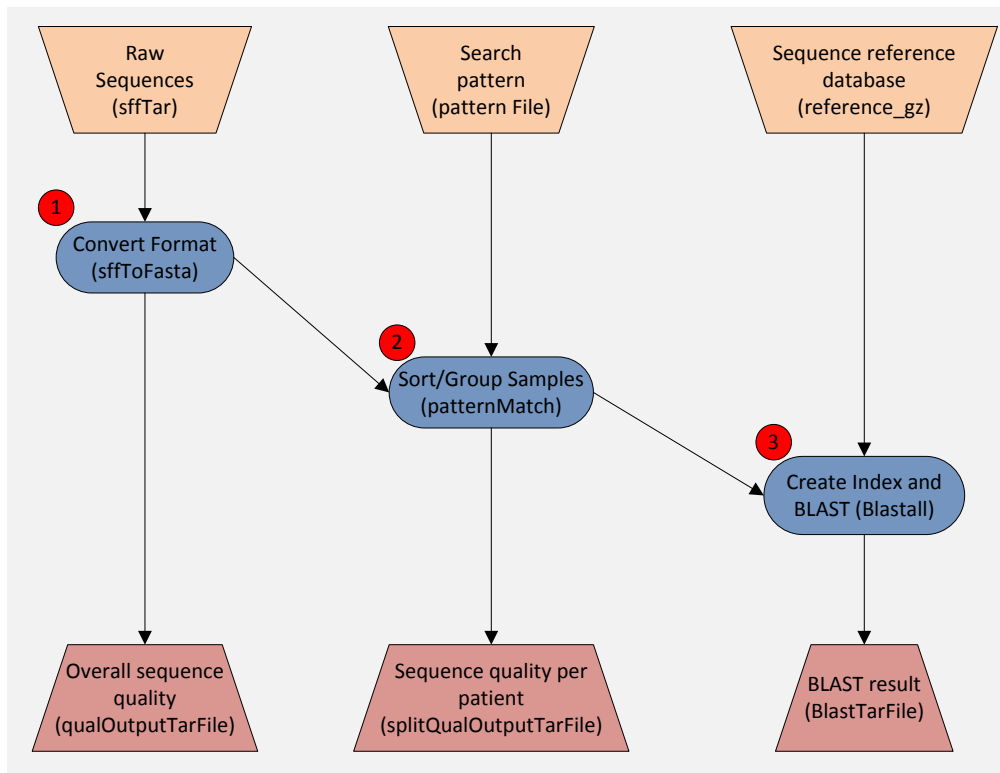 Raw
Sequences
(sffTar)
Search
pattern
(pattern File)
Sequence reference
database
(reference_gz)
1
Convert Format
(sffToFasta)
2
Sort/Group Samples
(patternMatch)
3
Create Index and
BLAST (Blastall)
Overall sequence
quality
(qualOutputTarFile)
Sequence quality per
patient
(splitQualOutputTarFile)
BLAST result
(BlastTarFile)